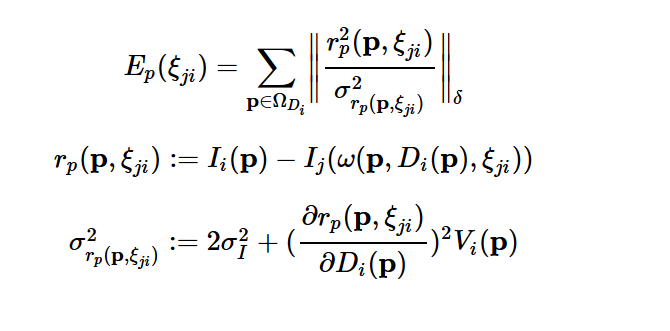 $$E_p(\xi_{ji}) = \sum_{\mathbf{p} \in \Omega_{D_i}} \left\| \frac{r_p^2(\mathbf{p}, \xi_{ji})}{\sigma^2_{r_p(\mathbf{p}, \xi_{ji})}} \right\|_\delta$$
$$r_p(\mathbf{p}, \xi_{ji}) := I_i(\mathbf{p}) - I_j(\omega(\mathbf{p}, D_i(\mathbf{p}), \xi_{ji}))$$
$$\sigma^2_{r_p(\mathbf{p}, \xi_{ji})} := 2\sigma_I^2 + (\frac{\partial r_p(\mathbf{p}, \xi_{ji})}{\partial D_i(\mathbf{p})})^2 V_i(\mathbf{p})$$